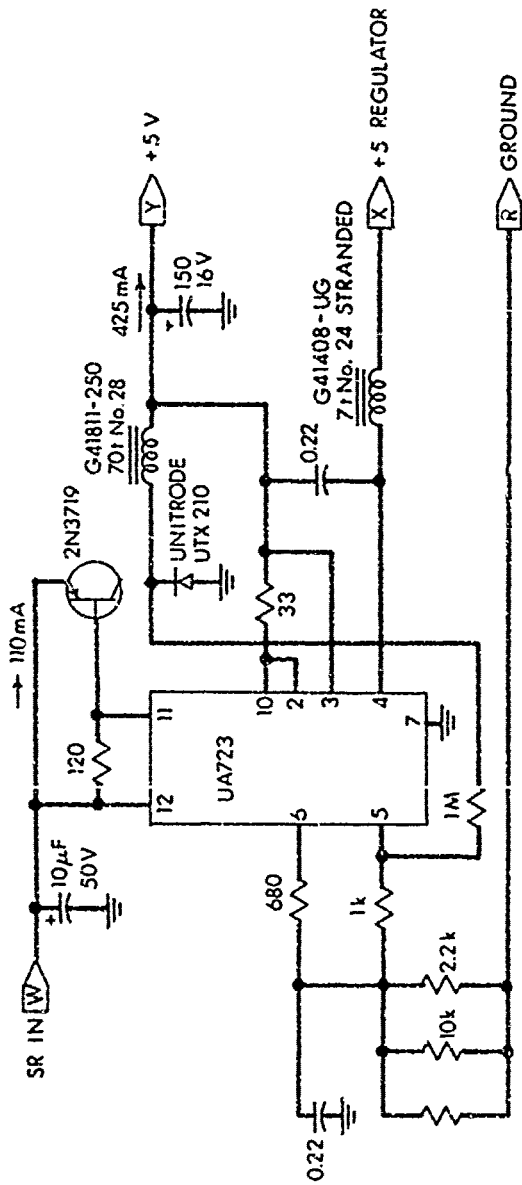 SR IN
W
10μF
50V
+
120
→ 110mA
2N3719
12
11
UA723
10
2
3
4
7
6
5
33
UNITRODE
UTX 210
G41811-250
70t No. 28
425mA
150
16V
+
Y
+5 V
0.22
G41408-UG
7t No. 24 STRANDED
X
+5 REGULATOR
680
1k
1M
0.22
10k
2.2k
R
GROUND